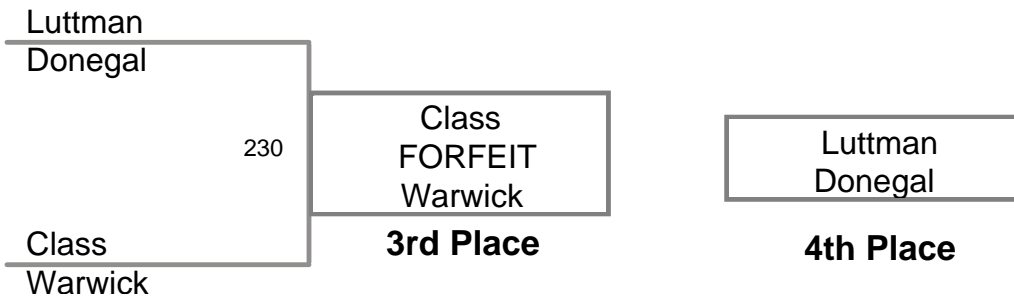 Luttman
Donegal
230
Class
FORFEIT
Warwick
3rd Place
Class
Warwick
Luttman
Donegal
4th Place